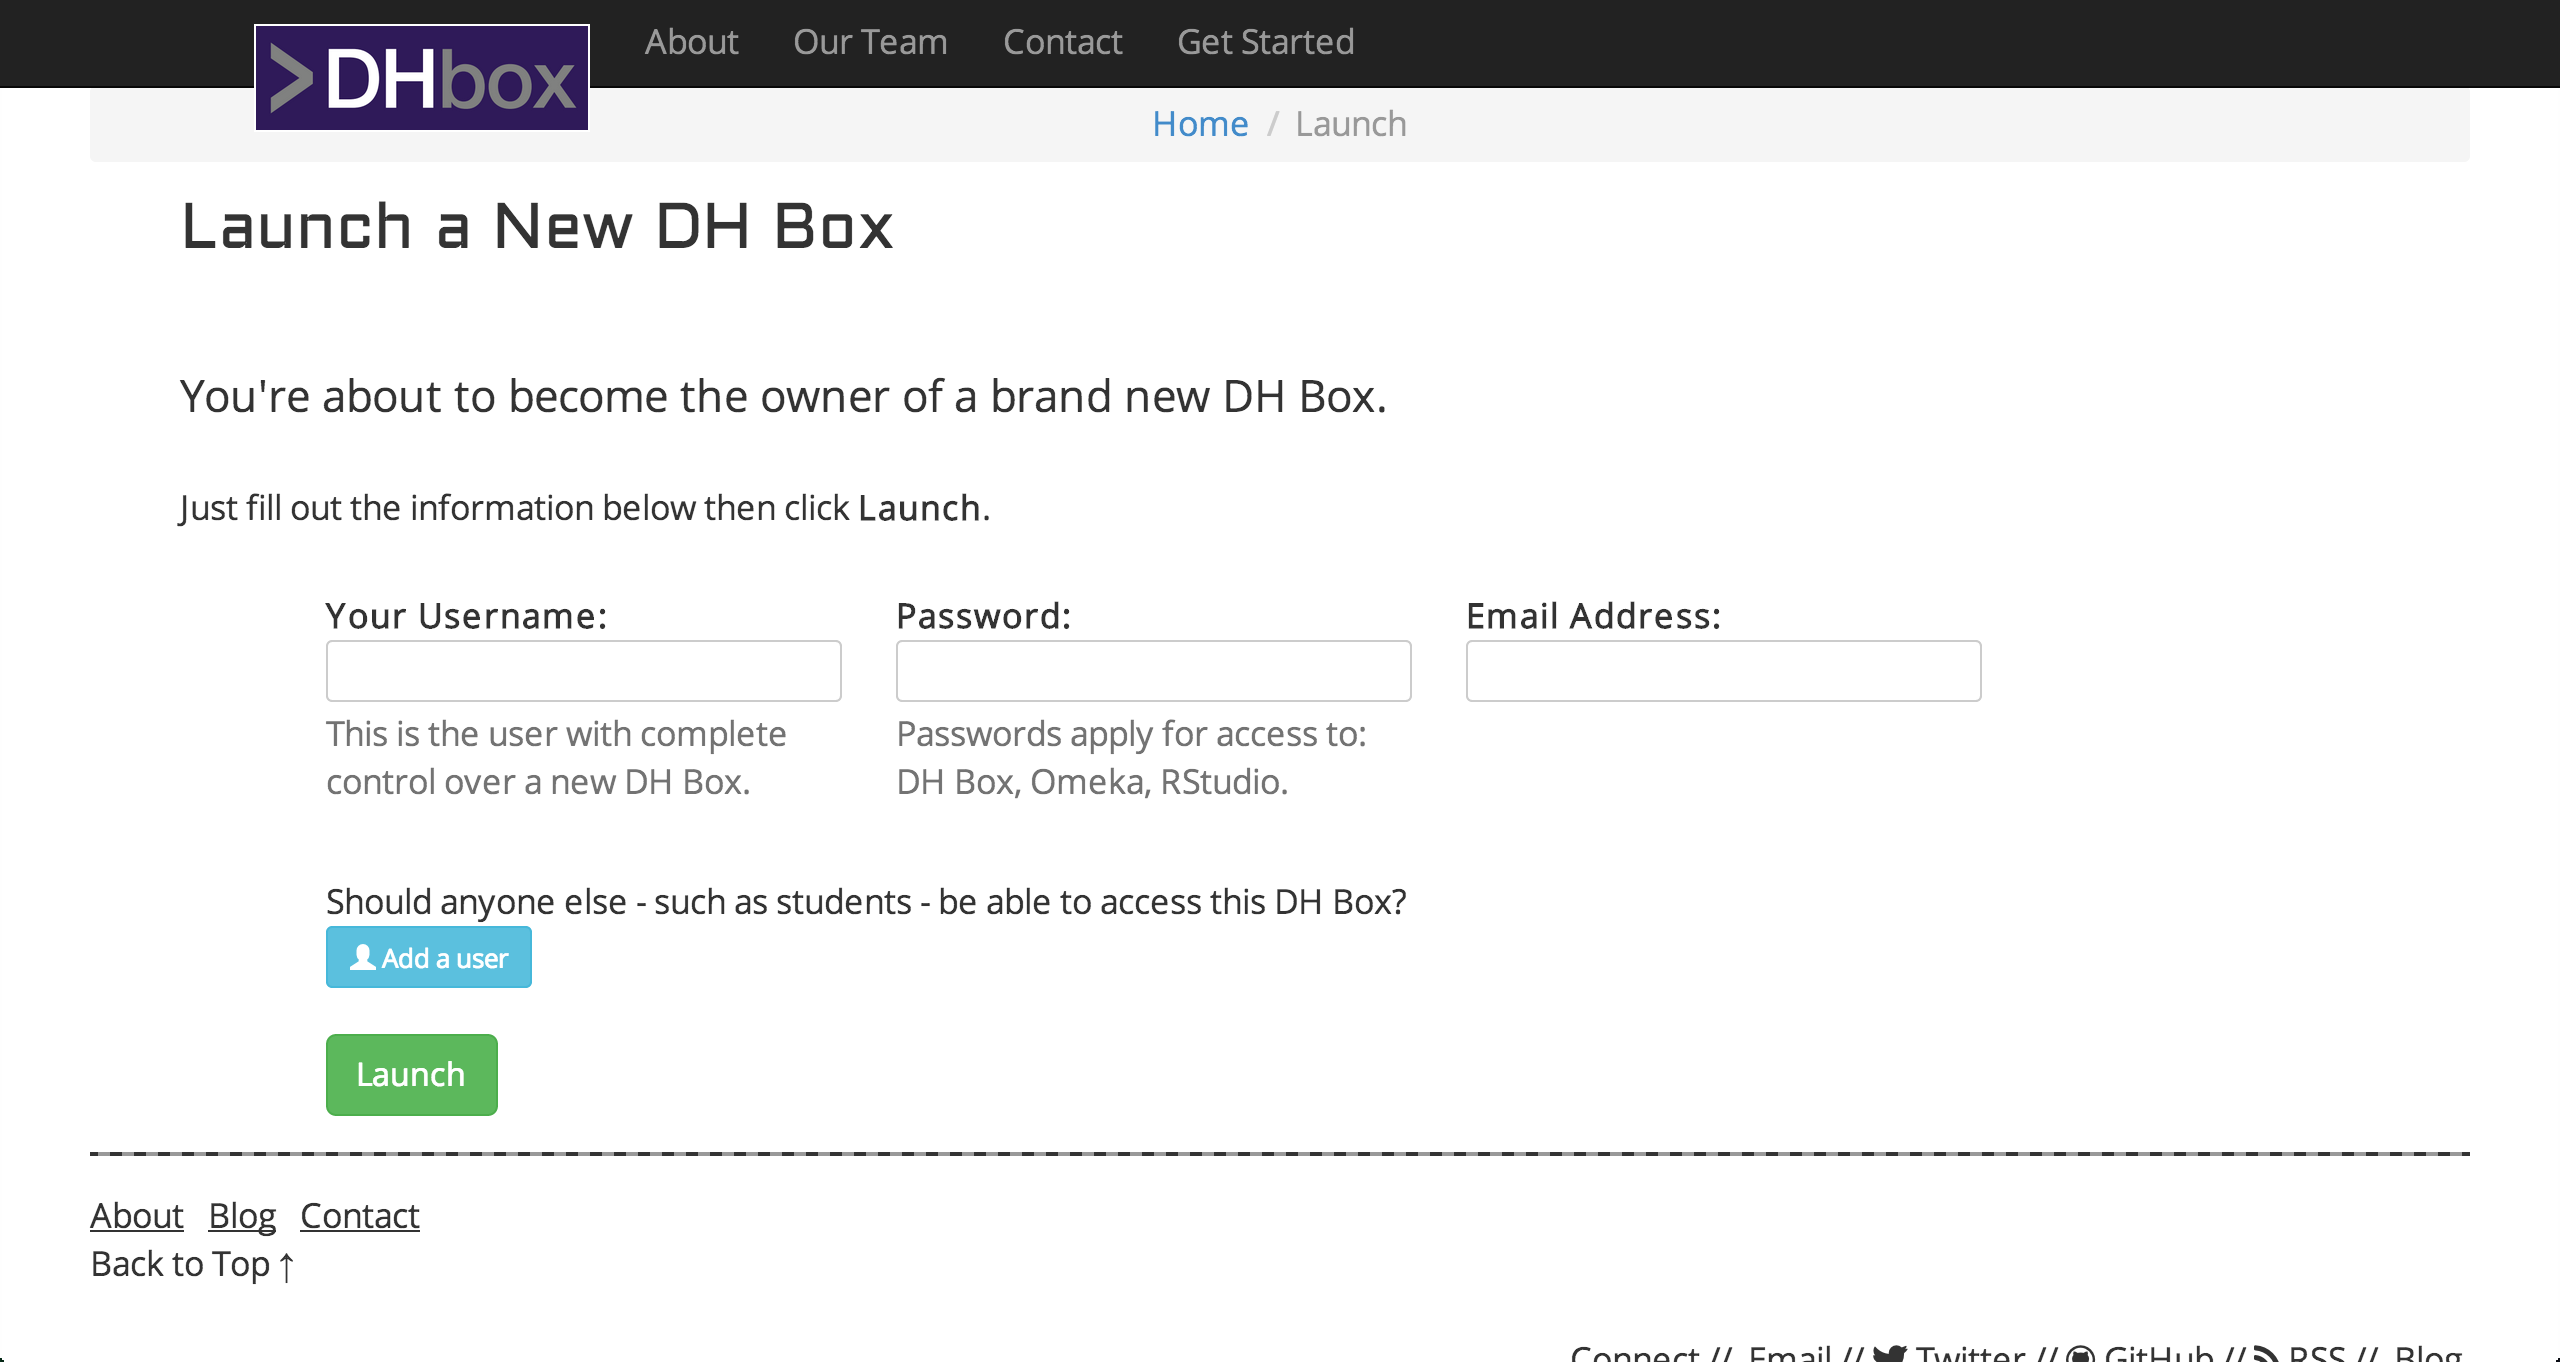 >DHbox About Our Team Contact Get Started
Home / Launch
Launch a New DH Box
You're about to become the owner of a brand new DH Box.
Just fill out the information below then click Launch.
Your Username: Password: Email Address:
This is the user with complete
control over a new DH Box.
Passwords apply for access to:
DH Box, Omeka, RStudio.
Should anyone else - such as students - be able to access this DH Box?
Add a user
Launch
About Blog Contact
Back to Top ↑
Connect // Email // Twitter // GitHub // RSS // Blog